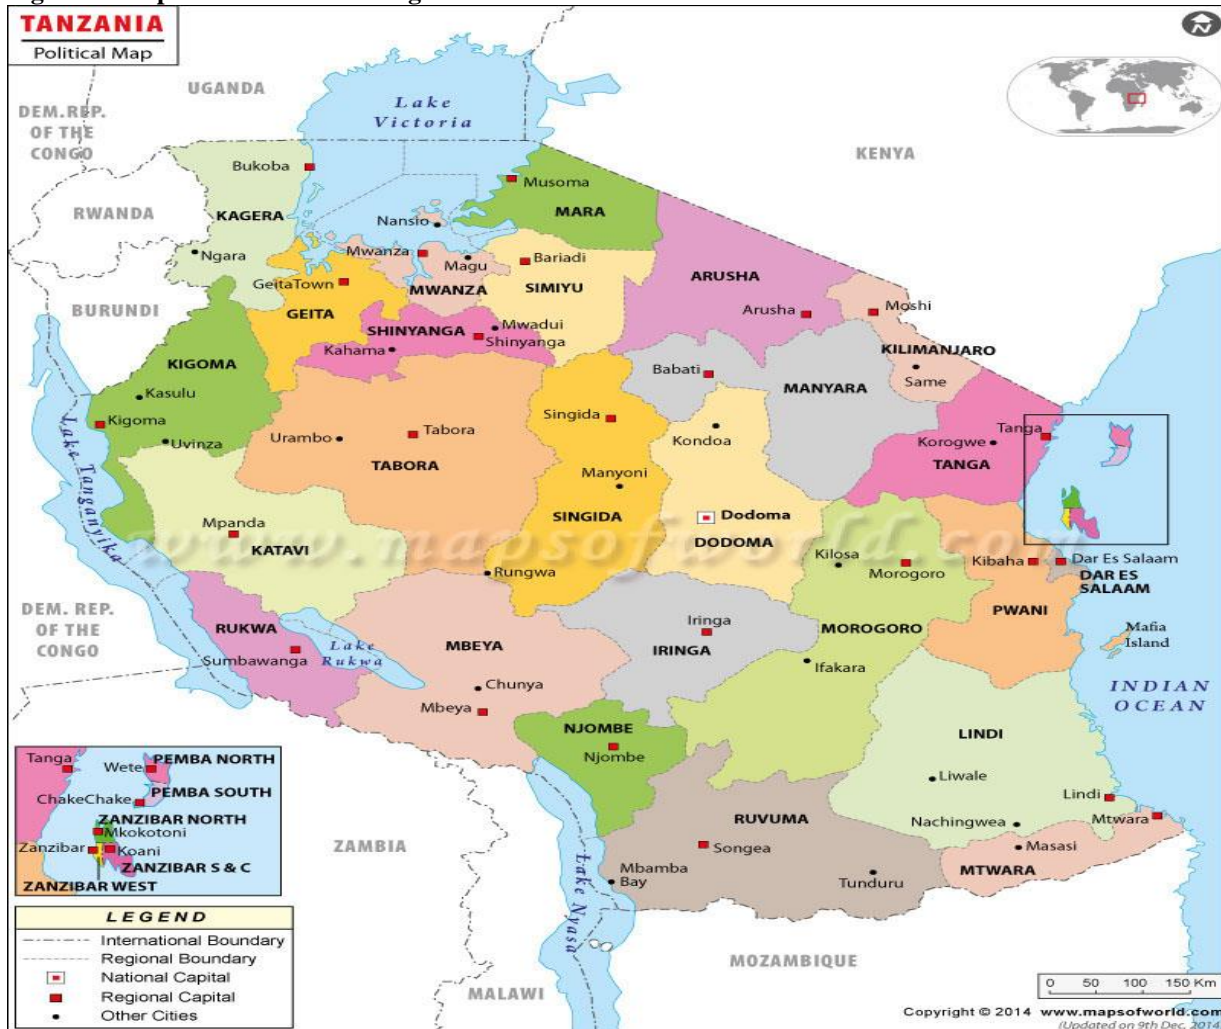 TANZANIA
Political Map
UGANDA
DEM.REP.
OF THE
CONGO
Lake
Victoria
KENYA
Bukoba
Musoma
MARA
RWANDA
KAGERA
Nansio
Ngara
Mwanza
Magu
Bariadi
ARUSHA
GeitaTown
MWANZA
SIMIYU
BURUNDI
GEITA
Arusha
Moshi
SHINYANGA
Mwadui
Shinyanga
Kahama
KILIMANJARO
KIGOMA
Babati
MANYARA
Same
Kasulu
Kigoma
Singida
Kondoa
Tanga
Uvinza
Urambo
Tabora
Korogwe
TABORA
TANGA
Lake Tanganyika
Manyoni
Mpanda
KATAVI
SINGIDA
Dodoma
DODOMA
www.mapsofworld.com
Kilosa
Morogoro
Kibaha
Dar Es Salaam
DAR ES
SALAAM
Rungwa
PWANI
DEM. REP.
OF THE
CONGO
RUKWA
Lake
Rukwa
Sumbawanga
MBEYA
Iringa
IRINGA
MOROGORO
Mafia
Island
Ifakara
Chunya
Mbeya
INDIAN
OCEAN
NJOMBE
Njombe
LINDI
Liwale
Lindi
Mtwara
Nachingwea
RUVUMA
Songea
Masasi
MTWARA
Mbamba
Bay
Tunduru
Lake Nyasa
ZAMBIA
MOZAMBIQUE
MALAWI
Tanga
Wete
PEMBA NORTH
PEMBA SOUTH
ChakeChake
ZANZIBAR NORTH
Mkokotoni
Zanzibar
Koani
ZANZIBAR S & C
ZANZIBAR WEST
LEGEND
International Boundary
Regional Boundary
National Capital
Regional Capital
Other Cities
0 50 100 150 Km
Copyright © 2014 www.mapsofworld.com
(Updated on 9th Dec, 2014)